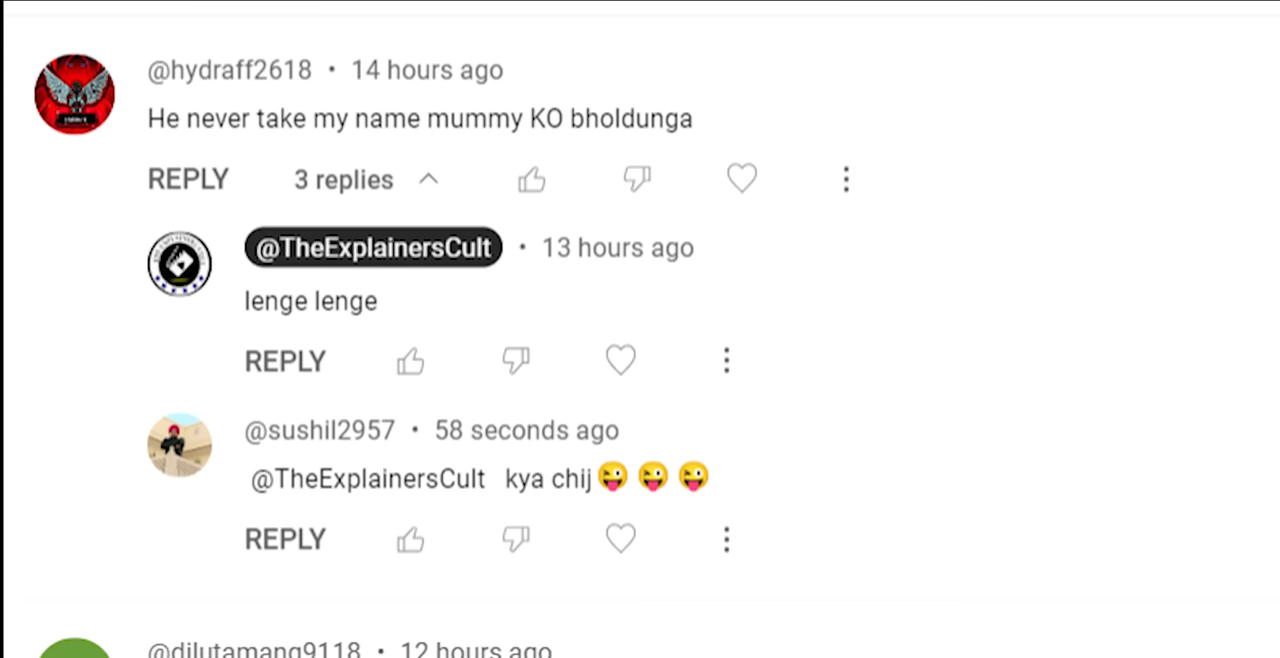 @hydraff2618 • 14 hours ago
He never take my name mummy KO bholdunga
REPLY 3 replies
@TheExplainersCult • 13 hours ago
lenge lenge
REPLY
@sushil2957 • 58 seconds ago
@TheExplainersCult kya chij😜😜😜
REPLY
@dilutamang9118 • 12 hours ago